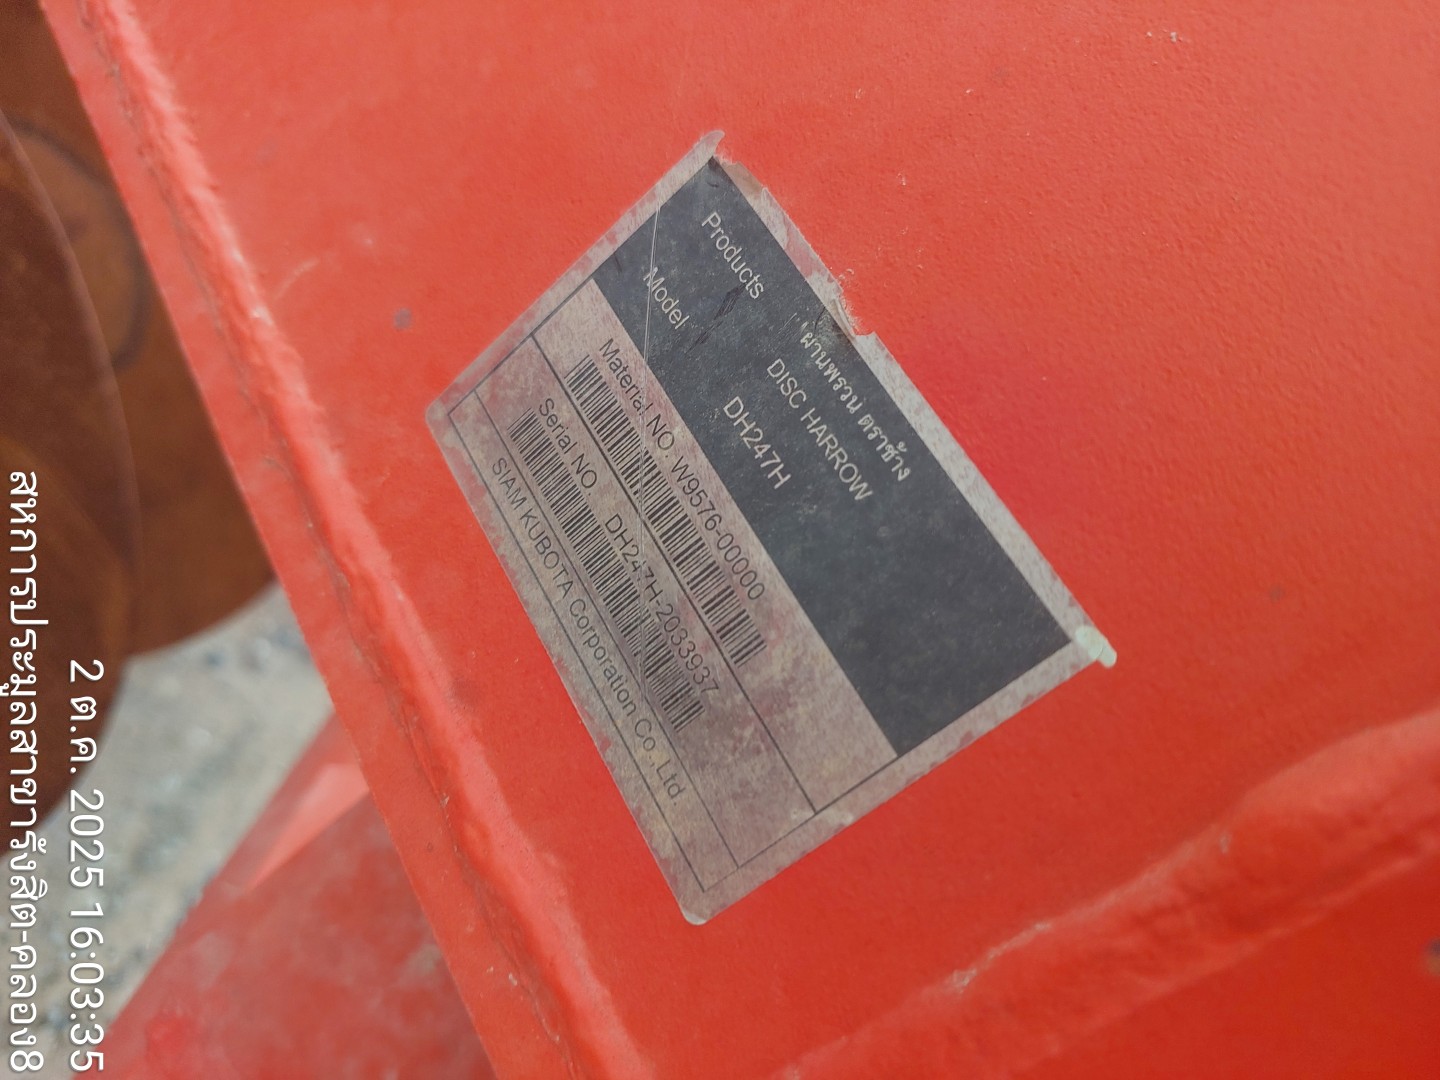 Products "ผานพรวน ตราช้าง
DISC HARROW
Model DH247H
Material NO. W9576-00000
Serial NO. DH247H-2033937
SIAM KUBOTA Corporation Co.,Ltd.
2 ต.ค. 2025 16:03:35
สหการประมูลสาขารังสิต-คลอง8